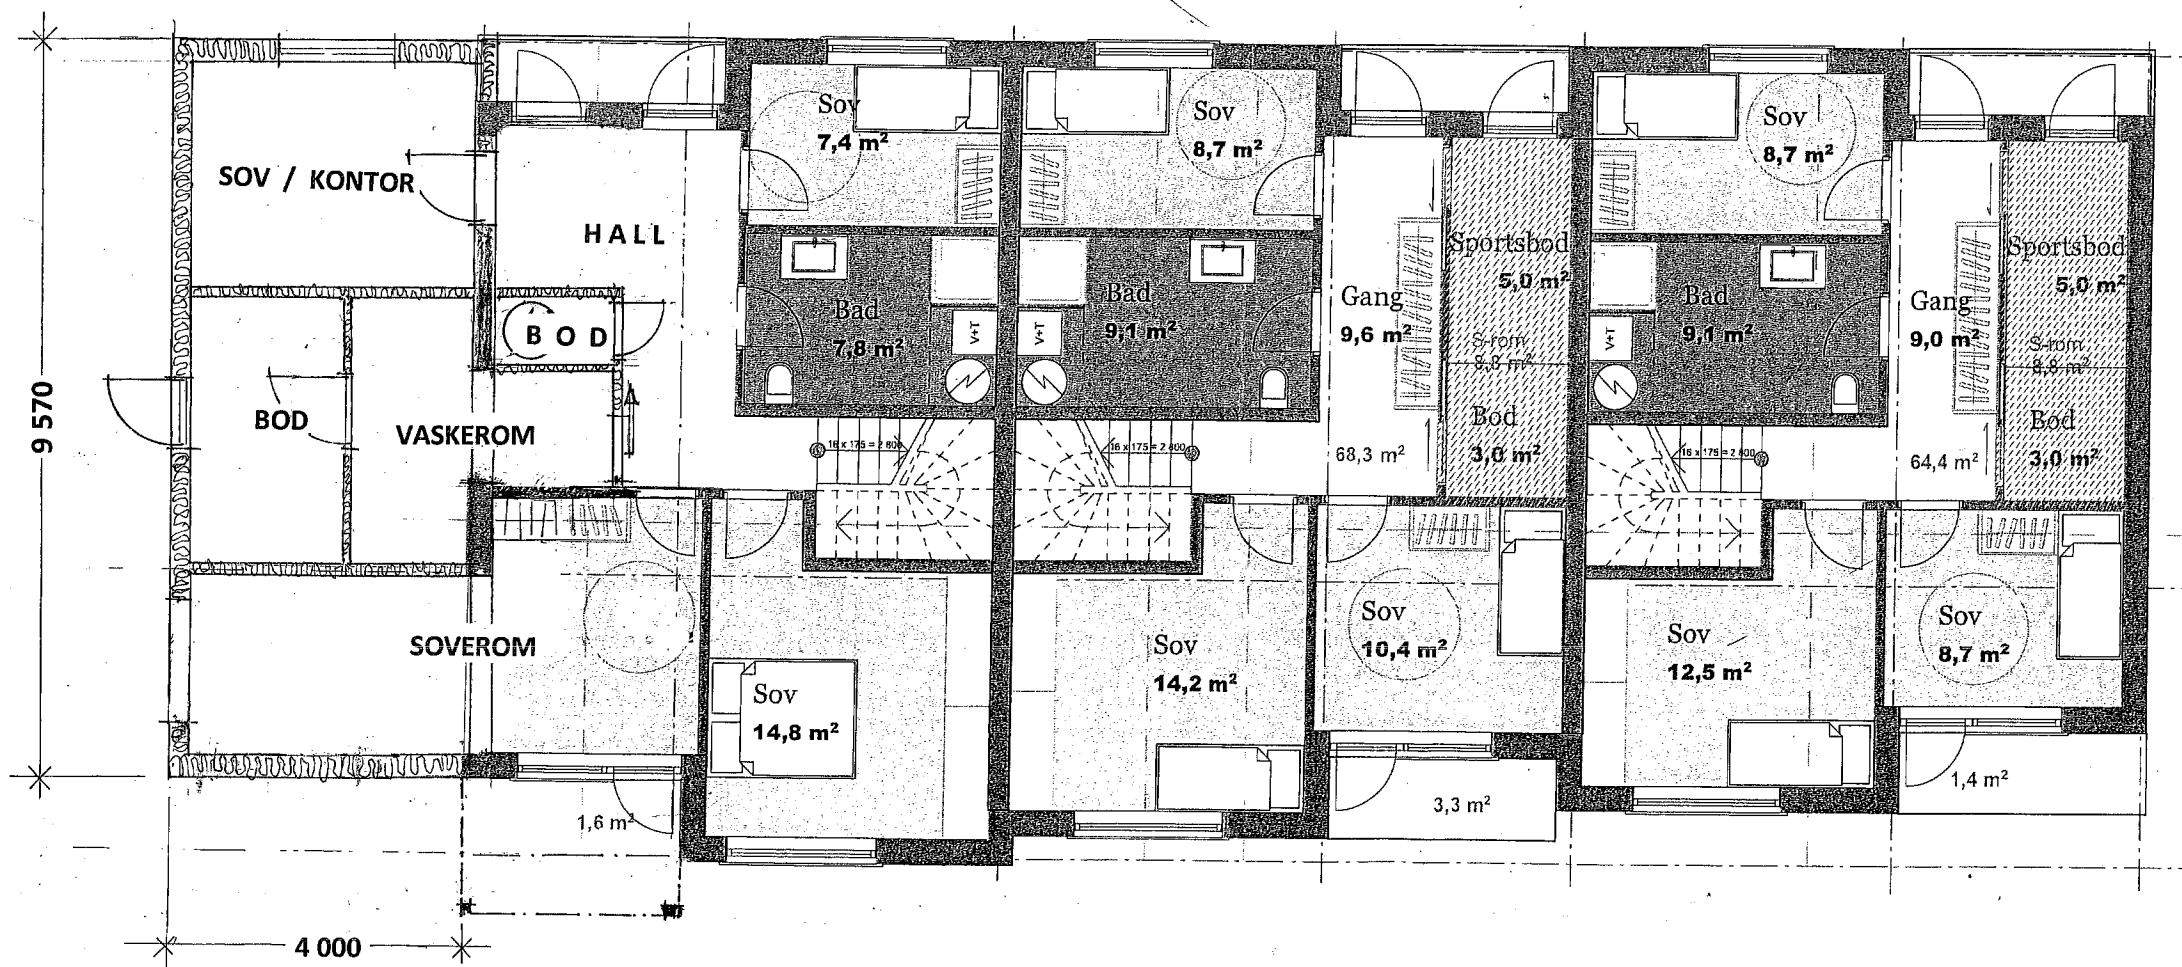 SOV / KONTOR
HALL
BOD
BOD
VASKEROM
SOVEROM
9 570
4 000
1,6 m²
Sov
7,4 m²
Bad
7,8 m²
V+T
16 x 175 = 2 800
Sov
14,8 m²
Sov
8,7 m²
Bad
9,1 m²
V+T
16 x 175 = 2 800
Gang
9,6 m²
68,3 m²
Sportsbod
5,0 m²
S-rom
8,8 m²
Bod
3,0 m²
Sov
14,2 m²
Sov
10,4 m²
3,3 m²
Sov
8,7 m²
Bad
9,1 m²
V+T
16 x 175 = 2 800
Gang
9,0 m²
64,4 m²
Sportsbod
5,0 m²
S-rom
8,8 m²
Bod
3,0 m²
Sov
12,5 m²
Sov
8,7 m²
1,4 m²